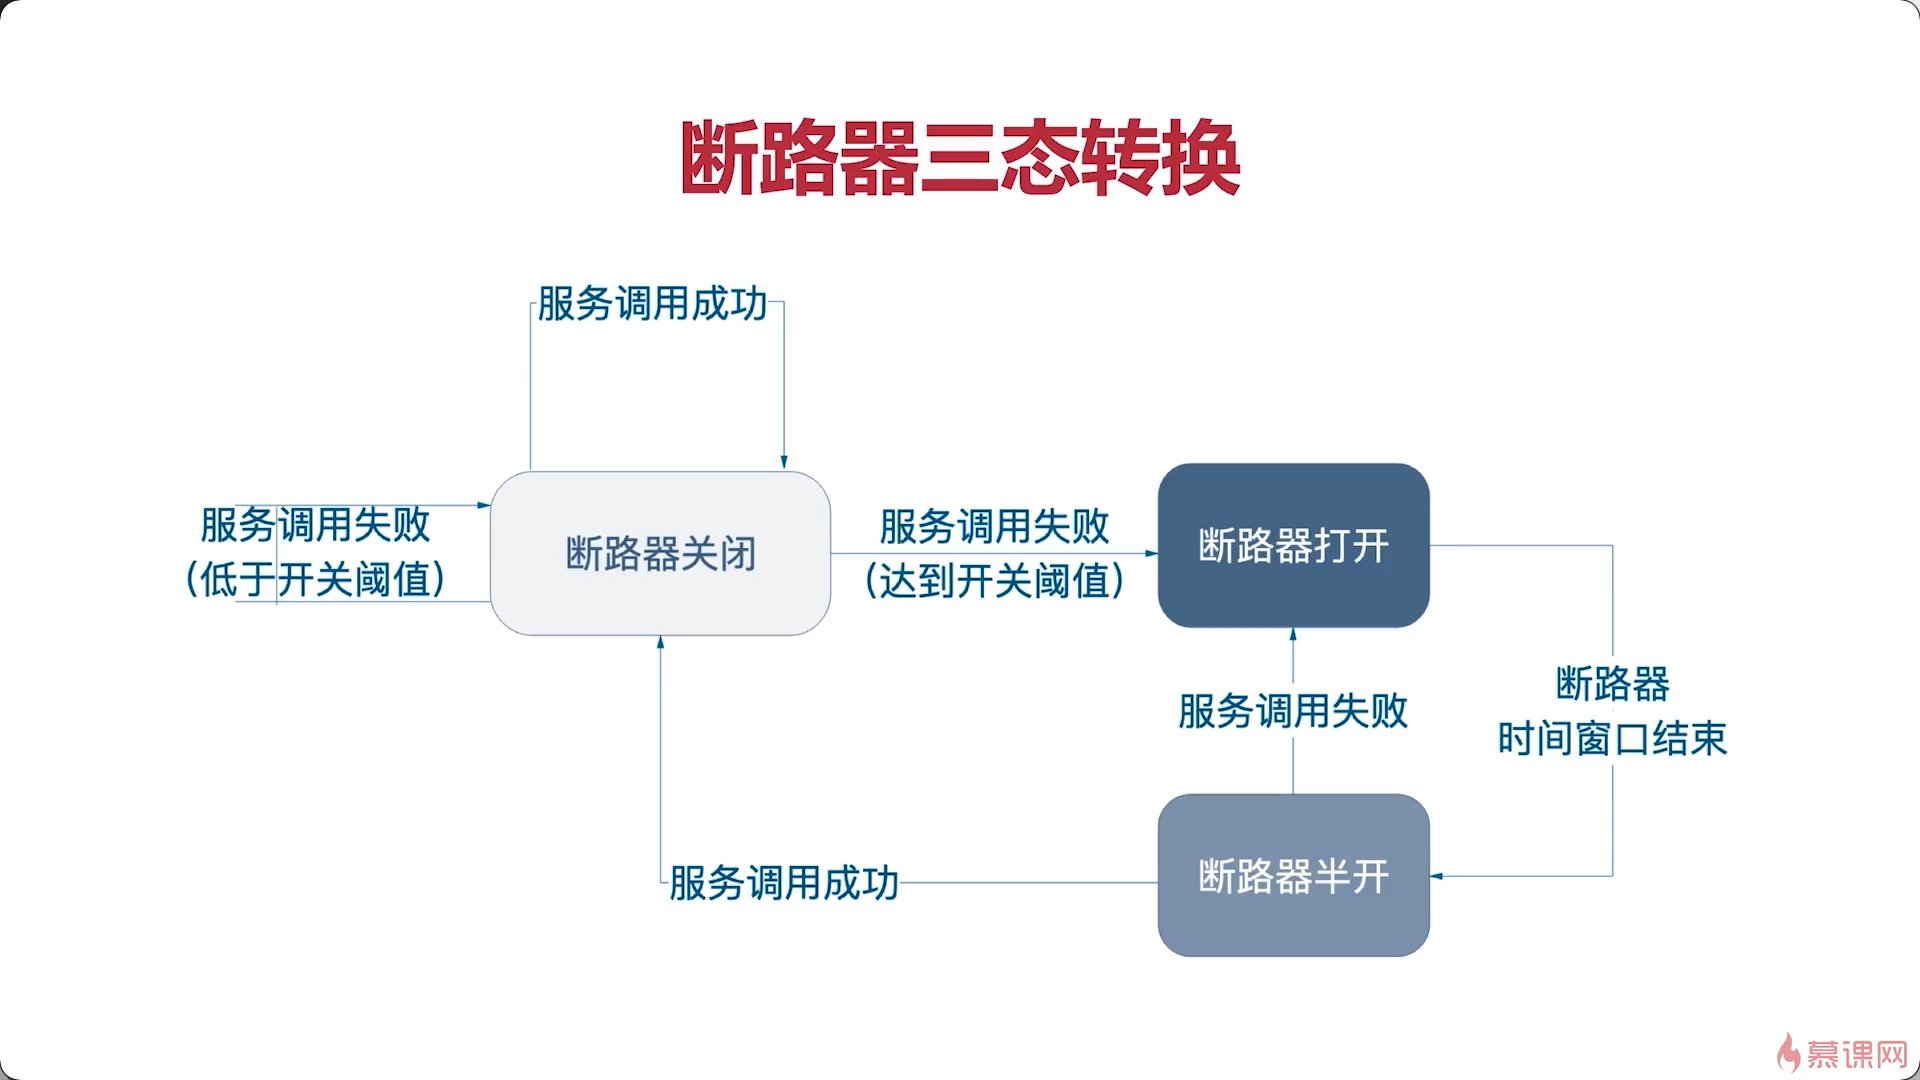 断路器三态转换
服务调用成功
服务调用失败
(低于开关阈值)
断路器关闭
服务调用失败
(达到开关阈值)
断路器打开
服务调用失败
断路器
时间窗口结束
服务调用成功
断路器半开
慕课网